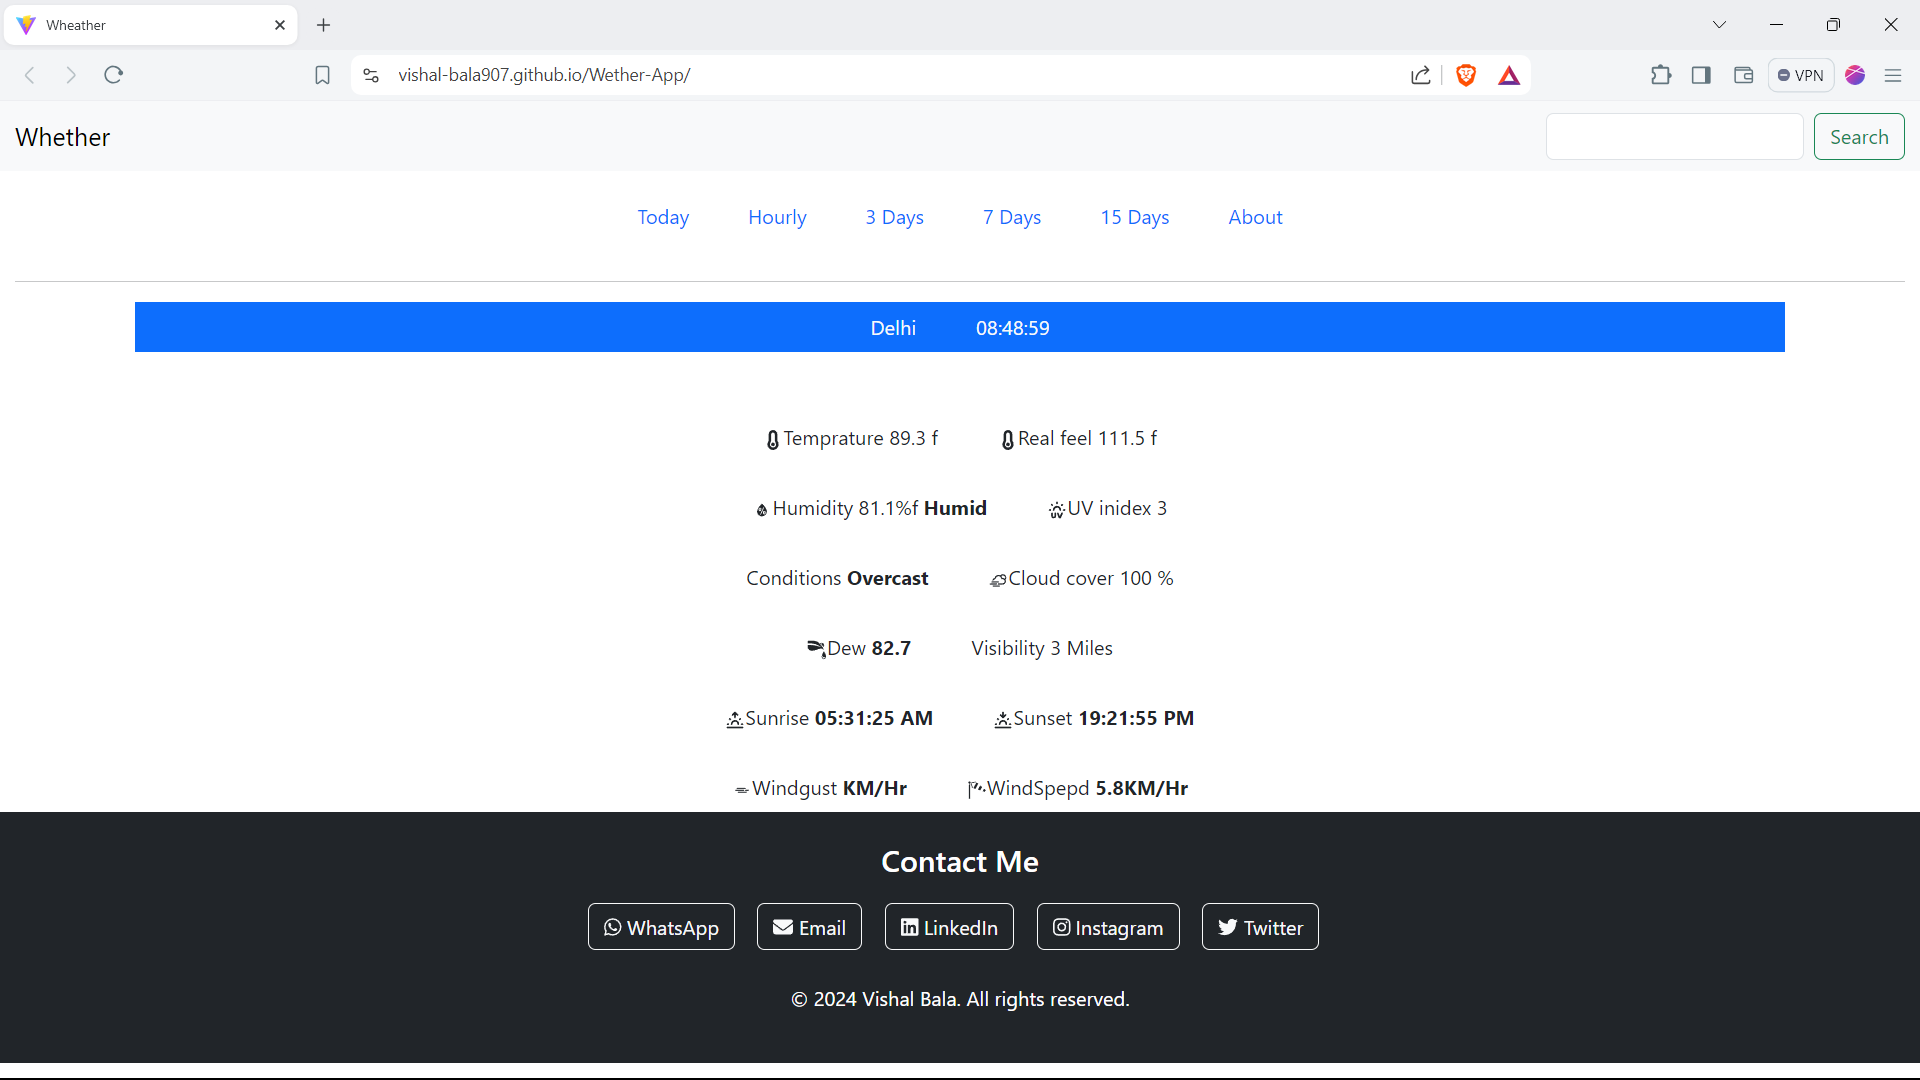 Wheather
vishal-bala907.github.io/Wether-App/
VPN
Whether
Search
Today Hourly 3 Days 7 Days 15 Days About
Delhi 08:48:59
Temprature 89.3 f Real feel 111.5 f
Humidity 81.1%f Humid UV inidex 3
Conditions Overcast Cloud cover 100 %
Dew 82.7 Visibility 3 Miles
Sunrise 05:31:25 AM Sunset 19:21:55 PM
Windgust KM/Hr WindSpepd 5.8KM/Hr
Contact Me
WhatsApp Email LinkedIn Instagram Twitter
© 2024 Vishal Bala. All rights reserved.